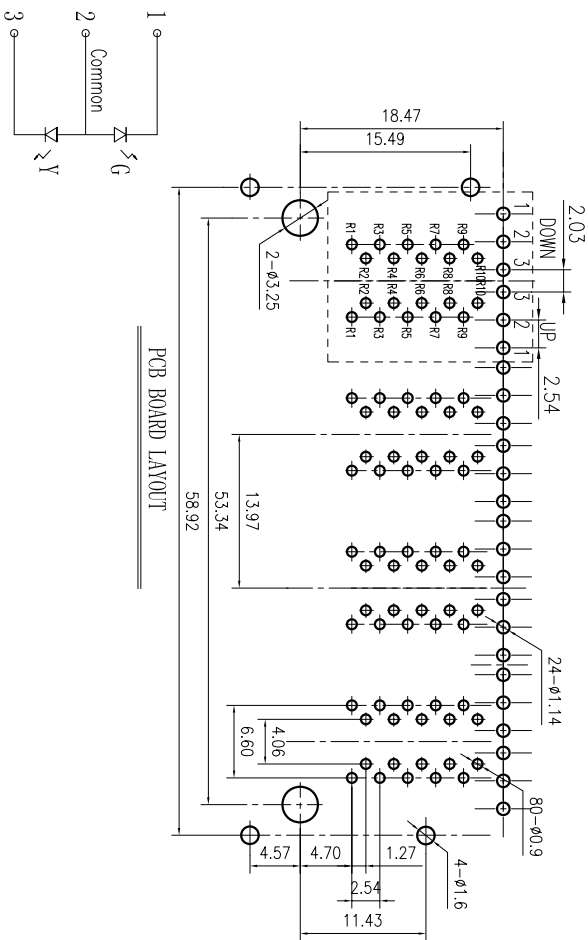 1
2
3
Common
G
Y
18.47
15.49
2.03
DOWN
UP
2.54
1
2
3
3
2
1
R1
R3
R5
R7
R9
R2
R4
R6
R8
R10
R2
R4
R6
R8
R10
R1
R3
R5
R7
R9
2-ø3.25
13.97
53.34
58.92
PCB BOARD LAYOUT
24-ø1.14
80-ø0.9
4-ø1.6
4.06
6.60
4.57
4.70
1.27
2.54
11.43